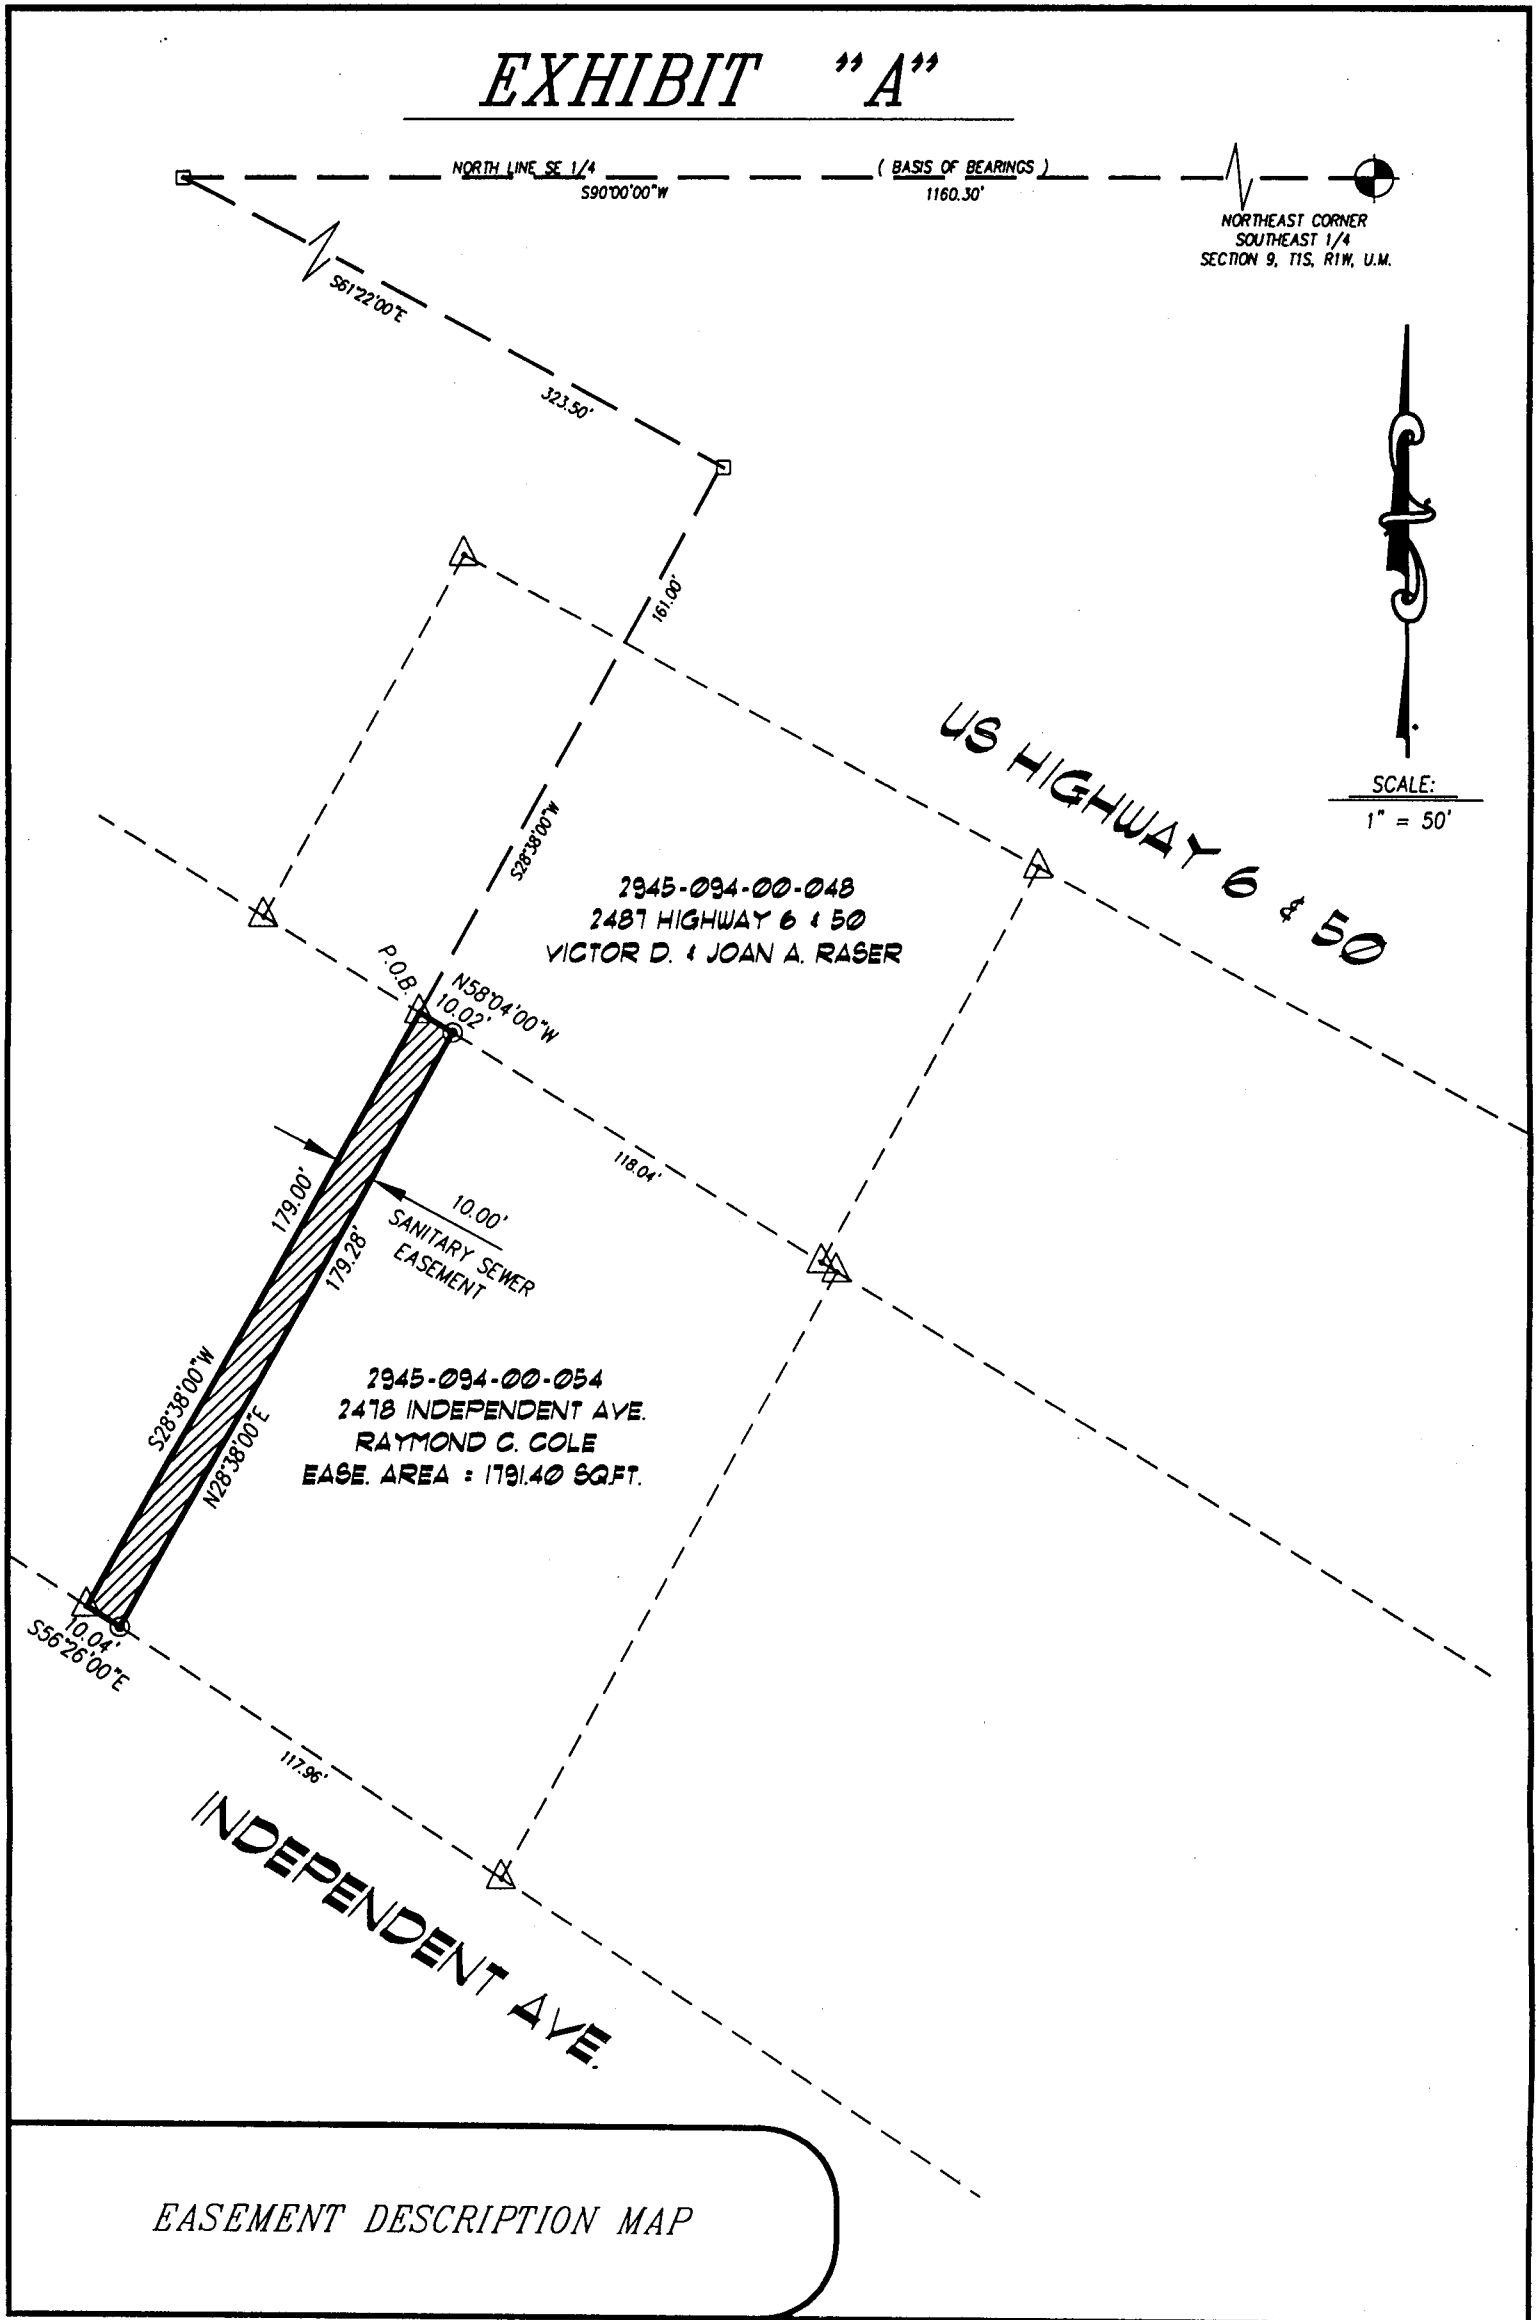 EXHIBIT "A"
NORTH LINE SE 1/4 ( BASIS OF BEARINGS )
S90°00'00"W 1160.30'
NORTHEAST CORNER
SOUTHEAST 1/4
SECTION 9, T1S, R1W, U.M.
S61°22'00"E
323.50'
161.00'
S28°38'00"W
US HIGHWAY 6 & 50
SCALE:
1" = 50'
2945-094-00-048
2487 HIGHWAY 6 & 50
VICTOR D. & JOAN A. RASER
P.O.B.
N58°04'00"W
10.02'
118.04'
179.00'
10.00'
SANITARY SEWER
EASEMENT
179.28'
S28°38'00"W
N28°38'00"E
2945-094-00-054
2478 INDEPENDENT AVE.
RAYMOND C. COLE
EASE. AREA = 1791.40 SQ.FT.
10.04'
S56°26'00"E
117.96'
INDEPENDENT AVE.
EASEMENT DESCRIPTION MAP